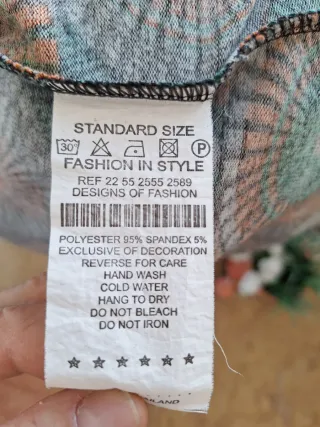 STANDARD SIZE
30°
P
FASHION IN STYLE
REF 22 55 2555 2589
DESIGNS OF FASHION
POLYESTER 95% SPANDEX 5%
EXCLUSIVE OF DECORATION
REVERSE FOR CARE
HAND WASH
COLD WATER
HANG TO DRY
DO NOT BLEACH
DO NOT IRON